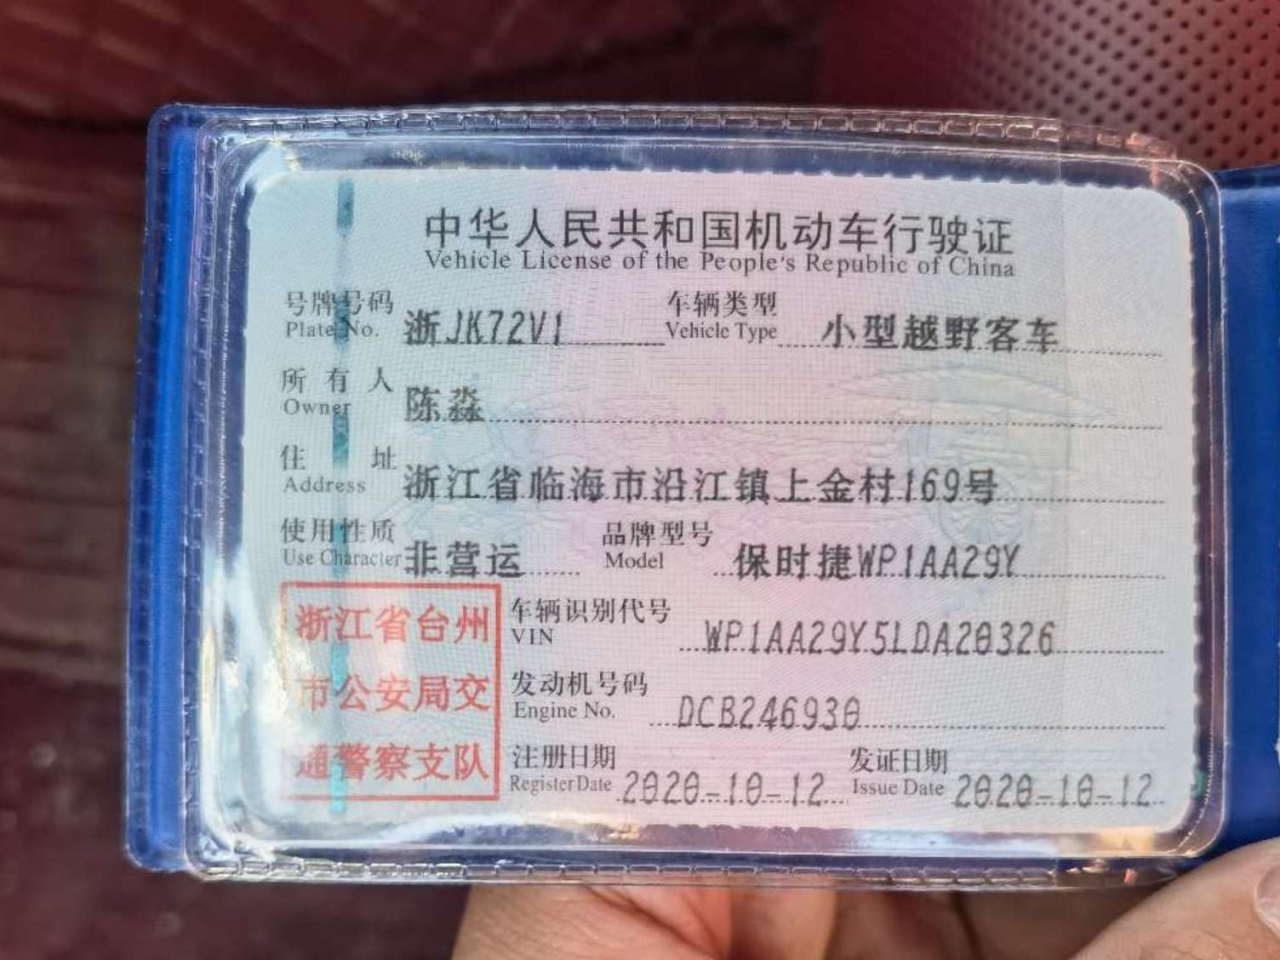 中华人民共和国机动车行驶证
Vehicle License of the People's Republic of China
号牌号码 浙JK72V1 车辆类型 小型越野客车
Plate No. Vehicle Type
所有人 陈淼
Owner
住址 浙江省临海市沿江镇上金村169号
Address
使用性质 非营运 品牌型号 保时捷WP1AA29Y
Use Character Model
浙江省台州
市公安局交
通警察支队
车辆识别代号 WP1AA29Y5LDA20326
VIN
发动机号码 DCB246930
Engine No.
注册日期 2020-10-12 发证日期 2020-10-12
Register Date Issue Date